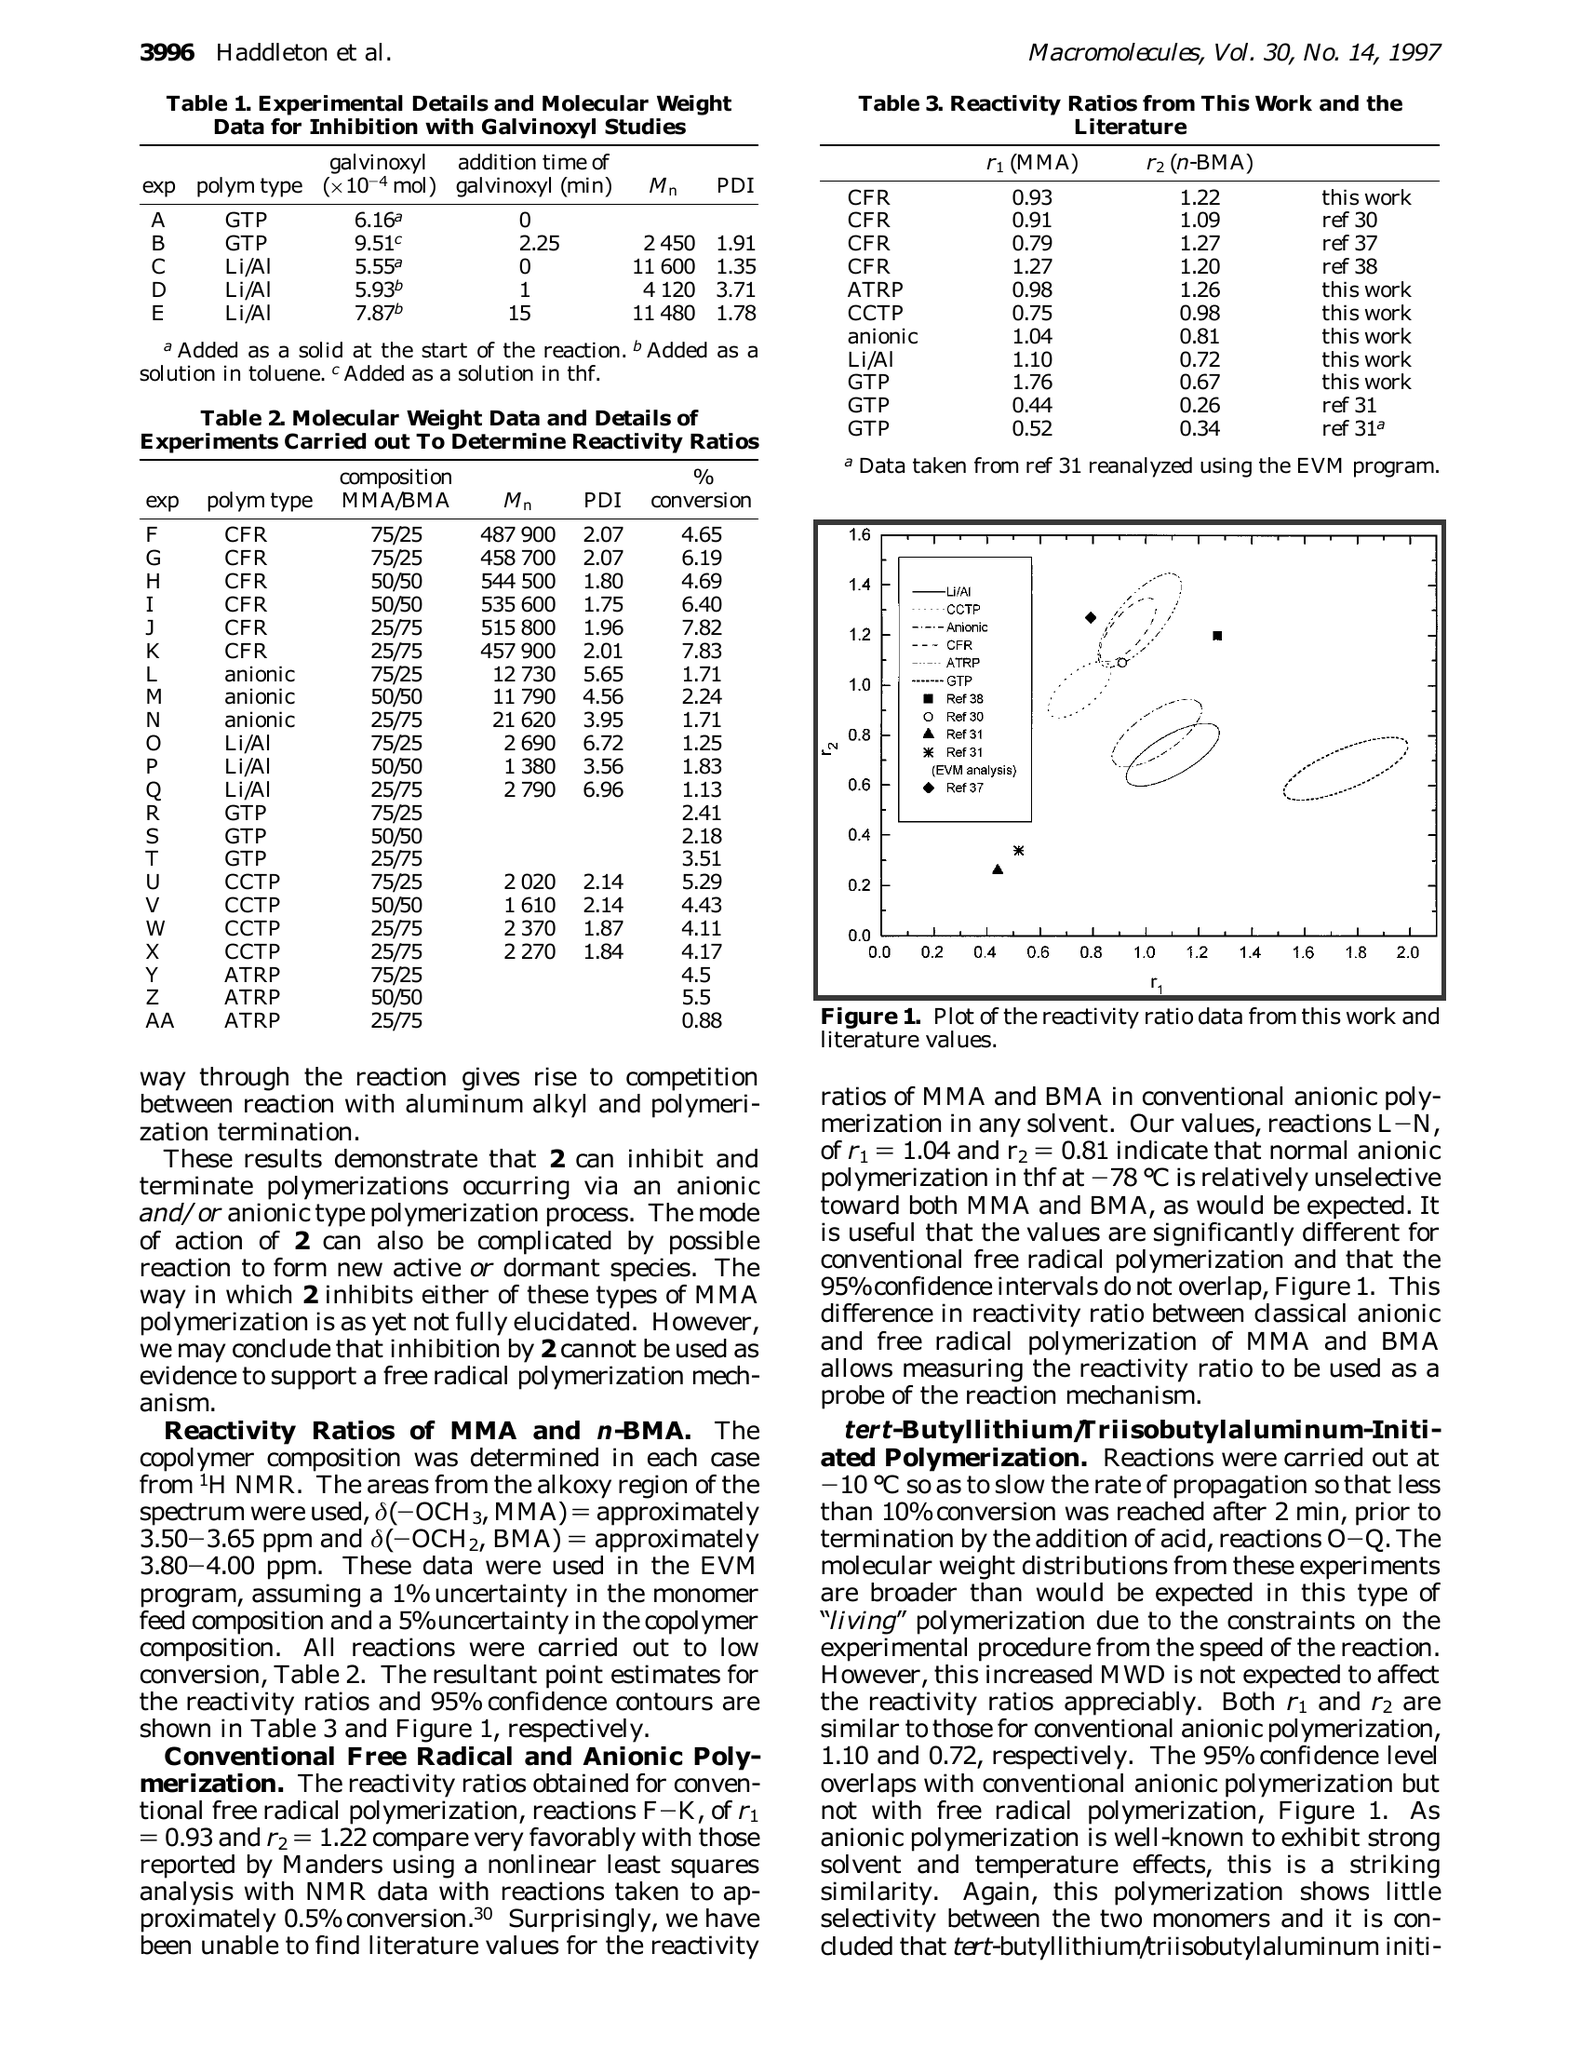 3996 Haddleton et al.
Macromolecules, Vol. 30, No. 14, 1997
Table 1. Experimental Details and Molecular Weight
Data for Inhibition with Galvinoxyl Studies
exp polym type galvinoxyl (×10−4 mol) addition time of galvinoxyl (min) Mn PDI
A GTP 6.16a 0
B GTP 9.51c 2.25 2 450 1.91
C Li/Al 5.55a 0 11 600 1.35
D Li/Al 5.93b 1 4 120 3.71
E Li/Al 7.87b 15 11 480 1.78
a Added as a solid at the start of the reaction. b Added as a
solution in toluene. c Added as a solution in thf.
Table 2. Molecular Weight Data and Details of
Experiments Carried out To Determine Reactivity Ratios
exp polym type composition MMA/BMA Mn PDI % conversion
F CFR 75/25 487 900 2.07 4.65
G CFR 75/25 458 700 2.07 6.19
H CFR 50/50 544 500 1.80 4.69
I CFR 50/50 535 600 1.75 6.40
J CFR 25/75 515 800 1.96 7.82
K CFR 25/75 457 900 2.01 7.83
L anionic 75/25 12 730 5.65 1.71
M anionic 50/50 11 790 4.56 2.24
N anionic 25/75 21 620 3.95 1.71
O Li/Al 75/25 2 690 6.72 1.25
P Li/Al 50/50 1 380 3.56 1.83
Q Li/Al 25/75 2 790 6.96 1.13
R GTP 75/25 2.41
S GTP 50/50 2.18
T GTP 25/75 3.51
U CCTP 75/25 2 020 2.14 5.29
V CCTP 50/50 1 610 2.14 4.43
W CCTP 25/75 2 370 1.87 4.11
X CCTP 25/75 2 270 1.84 4.17
Y ATRP 75/25 4.5
Z ATRP 50/50 5.5
AA ATRP 25/75 0.88
way through the reaction gives rise to competition
between reaction with aluminum alkyl and polymeri-
zation termination.
These results demonstrate that 2 can inhibit and
terminate polymerizations occurring via an anionic
and/or anionic type polymerization process. The mode
of action of 2 can also be complicated by possible
reaction to form new active or dormant species. The
way in which 2 inhibits either of these types of MMA
polymerization is as yet not fully elucidated. However,
we may conclude that inhibition by 2 cannot be used as
evidence to support a free radical polymerization mech-
anism.
Reactivity Ratios of MMA and n-BMA. The
copolymer composition was determined in each case
from 1H NMR. The areas from the alkoxy region of the
spectrum were used, δ(−OCH3, MMA) = approximately
3.50−3.65 ppm and δ(−OCH2, BMA) = approximately
3.80−4.00 ppm. These data were used in the EVM
program, assuming a 1% uncertainty in the monomer
feed composition and a 5% uncertainty in the copolymer
composition. All reactions were carried out to low
conversion, Table 2. The resultant point estimates for
the reactivity ratios and 95% confidence contours are
shown in Table 3 and Figure 1, respectively.
Conventional Free Radical and Anionic Poly-
merization. The reactivity ratios obtained for conven-
tional free radical polymerization, reactions F−K, of r1
= 0.93 and r2 = 1.22 compare very favorably with those
reported by Manders using a nonlinear least squares
analysis with NMR data with reactions taken to ap-
proximately 0.5% conversion.30 Surprisingly, we have
been unable to find literature values for the reactivity
Table 3. Reactivity Ratios from This Work and the
Literature
r1 (MMA) r2 (n-BMA)
CFR 0.93 1.22 this work
CFR 0.91 1.09 ref 30
CFR 0.79 1.27 ref 37
CFR 1.27 1.20 ref 38
ATRP 0.98 1.26 this work
CCTP 0.75 0.98 this work
anionic 1.04 0.81 this work
Li/Al 1.10 0.72 this work
GTP 1.76 0.67 this work
GTP 0.44 0.26 ref 31
GTP 0.52 0.34 ref 31a
a Data taken from ref 31 reanalyzed using the EVM program.
1.6
1.4
1.2
1.0
0.8
0.6
0.4
0.2
0.0
r2
Li/Al
CCTP
Anionic
CFR
ATRP
GTP
Ref 38
Ref 30
Ref 31
Ref 31
(EVM analysis)
Ref 37
0.0 0.2 0.4 0.6 0.8 1.0 1.2 1.4 1.6 1.8 2.0
r1
Figure 1. Plot of the reactivity ratio data from this work and
literature values.
ratios of MMA and BMA in conventional anionic poly-
merization in any solvent. Our values, reactions L−N,
of r1 = 1.04 and r2 = 0.81 indicate that normal anionic
polymerization in thf at −78 °C is relatively unselective
toward both MMA and BMA, as would be expected. It
is useful that the values are significantly different for
conventional free radical polymerization and that the
95% confidence intervals do not overlap, Figure 1. This
difference in reactivity ratio between classical anionic
and free radical polymerization of MMA and BMA
allows measuring the reactivity ratio to be used as a
probe of the reaction mechanism.
tert-Butyllithium/Triisobutylaluminum-Initi-
ated Polymerization. Reactions were carried out at
−10 °C so as to slow the rate of propagation so that less
than 10% conversion was reached after 2 min, prior to
termination by the addition of acid, reactions O−Q. The
molecular weight distributions from these experiments
are broader than would be expected in this type of
“living” polymerization due to the constraints on the
experimental procedure from the speed of the reaction.
However, this increased MWD is not expected to affect
the reactivity ratios appreciably. Both r1 and r2 are
similar to those for conventional anionic polymerization,
1.10 and 0.72, respectively. The 95% confidence level
overlaps with conventional anionic polymerization but
not with free radical polymerization, Figure 1. As
anionic polymerization is well-known to exhibit strong
solvent and temperature effects, this is a striking
similarity. Again, this polymerization shows little
selectivity between the two monomers and it is con-
cluded that tert-butyllithium/triisobutylaluminum initi-